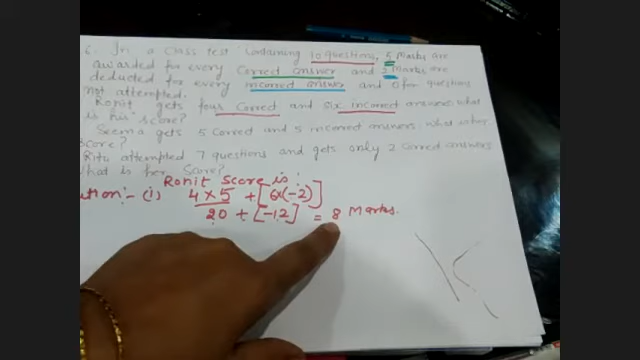 6. In a class test containing 10 questions, 5 Marks are
awarded for every Correct answer and 2 Marks are
deducted for every incorrect answer and 0 for question
not attempted.
Rohit gets four Correct and six incorrect answers. what
is his score?
Seema gets 5 correct and 5 incorrect answers. What is her
score?
Ritu attempted 7 questions and gets only 2 correct answers
What is her Score?
Rohit Score is:
ution:- (i) 4 × 5 + [6×(-2)]
20 + [-12] = 8 Marks.